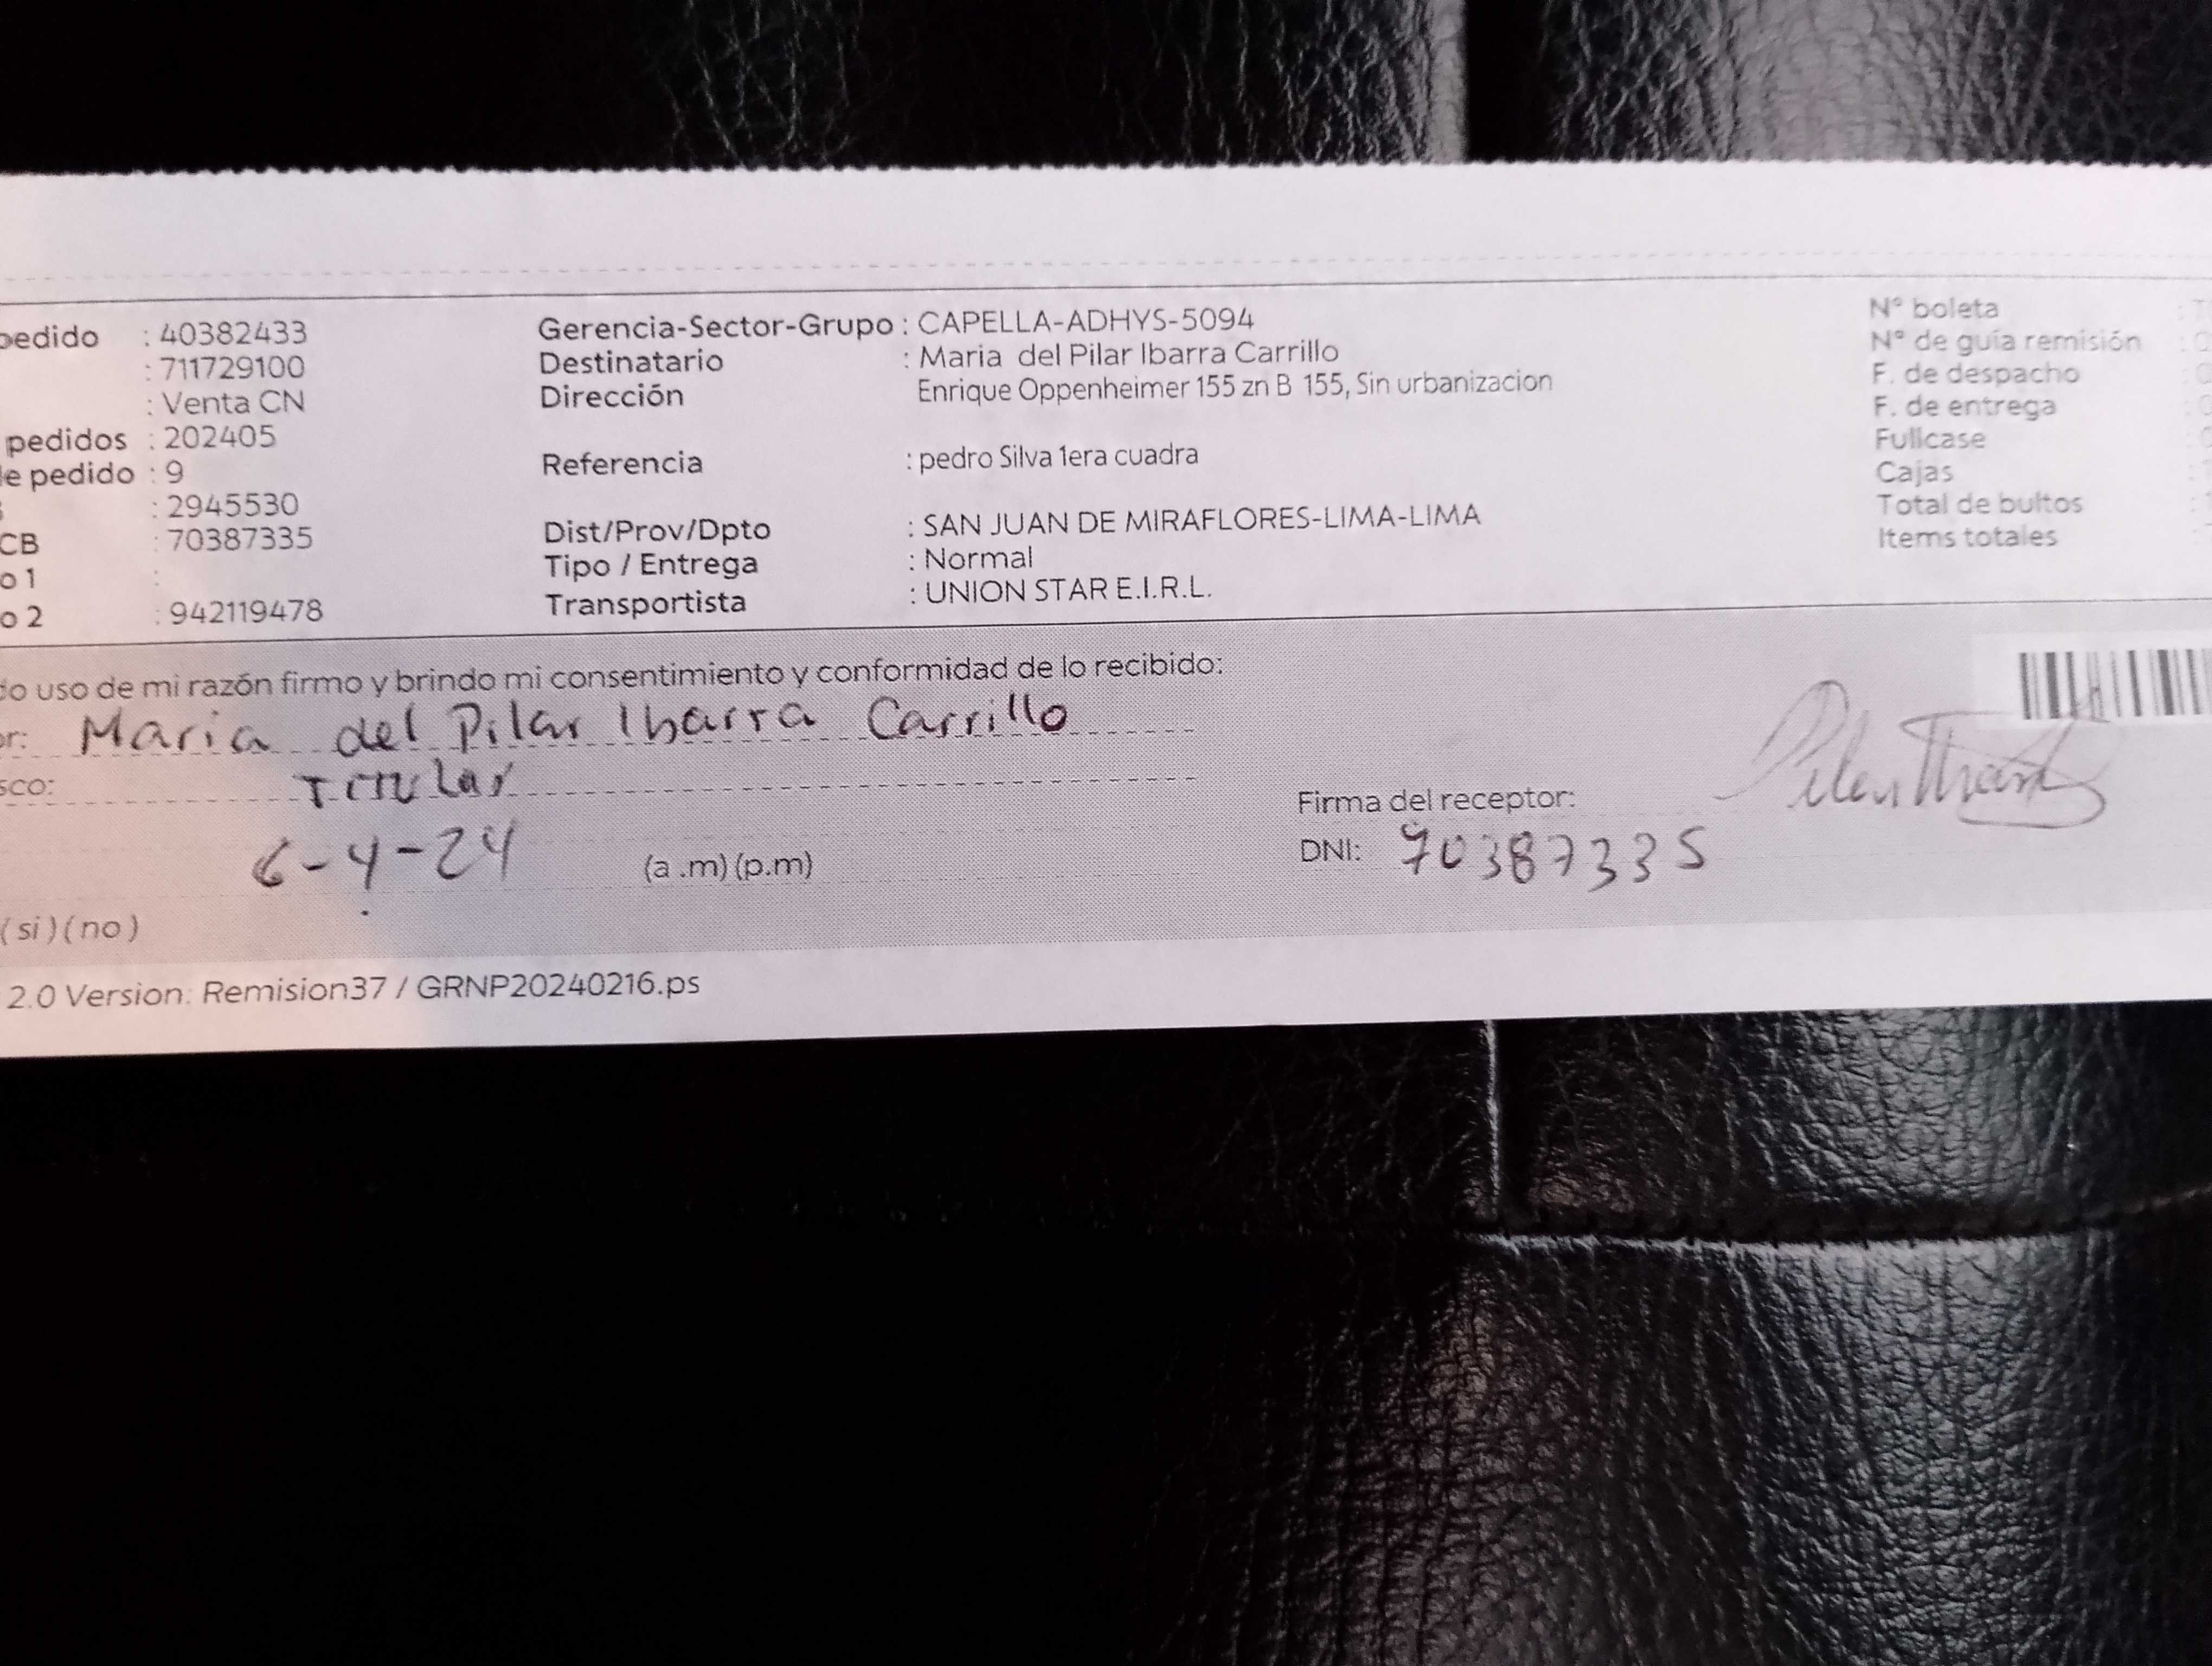 pedido : 40382433
: 711729100
: Venta CN
pedidos : 202405
de pedido : 9
: 2945530
CB : 70387335
o 1 :
o 2 : 942119478
Gerencia-Sector-Grupo : CAPELLA-ADHYS-5094
Destinatario : Maria del Pilar Ibarra Carrillo
Dirección Enrique Oppenheimer 155 zn B 155, Sin urbanizacion
Referencia : pedro Silva 1era cuadra
Dist/Prov/Dpto : SAN JUAN DE MIRAFLORES-LIMA-LIMA
Tipo / Entrega : Normal
Transportista : UNION STAR E.I.R.L.
N° boleta :
N° de guía remisión :
F. de despacho :
F. de entrega :
Fullcase :
Cajas :
Total de bultos :
Items totales :
do uso de mi razón firmo y brindo mi consentimiento y conformidad de lo recibido:
or: Maria del Pilar Ibarra Carrillo
sco: Titular
6-4-24 (a .m) (p.m)
Firma del receptor:
DNI: 70387335
( si ) ( no )
2.0 Version: Remision37 / GRNP20240216.ps